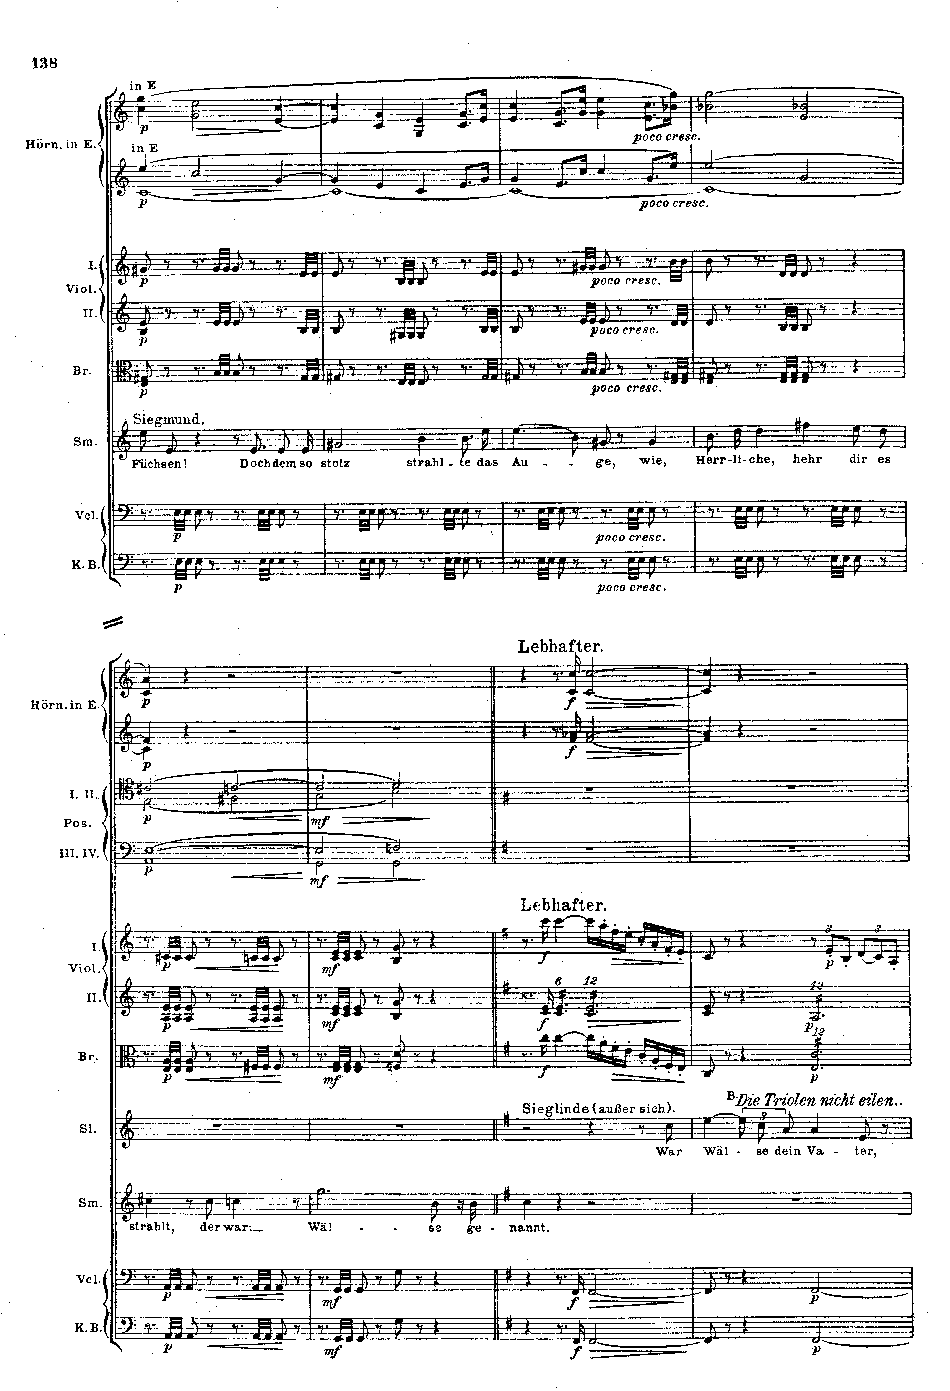 138
in E
p
Hörn. in E.
poco cresc.
in E
p
poco cresc.
I.
p
poco cresc.
Viol.
II.
p
poco cresc.
Br.
p
poco cresc.
Siegmund.
Sm.
Füchsen! Doch dem so stolz strahl - te das Au - - ge, wie, Herr-li-che, hehr dir es
Vcl.
p
poco cresc.
K. B.
p
poco cresc.
Lebhafter.
p
f
Hörn. in E.
p
f
I. II.
p
mf
Pos.
III. IV.
p
mf
Lebhafter.
I.
p
mf
f
3 3
p
Viol.
II.
6 12
12
p
mf
f
p
12
Br.
p
mf
f
p
Sieglinde (außer sich).
B Die Triolen nicht eilen..
3
Sl.
War Wäl - se dein Va - ter,
Sm.
strahlt, der war: Wäl - - se ge - nannt.
Vcl.
p
mf
f
p
K. B.
p
mf
f
p